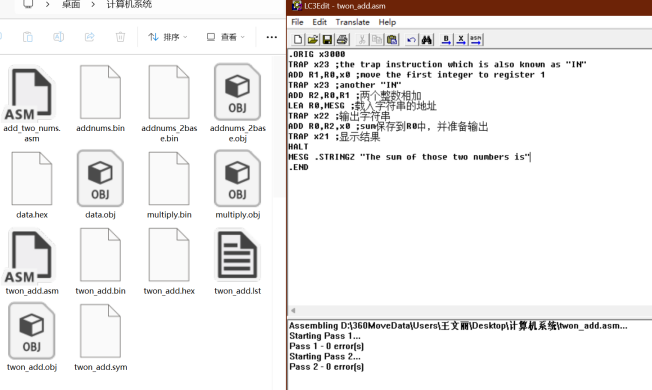 桌面 > 计算机系统
排序
查看
ASM
OBJ
add_two_nums.asm
addnums.bin
addnums_2base.bin
addnums_2base.obj
OBJ
OBJ
data.hex
data.obj
multiply.bin
multiply.obj
ASM
twon_add.asm
twon_add.bin
twon_add.hex
twon_add.lst
OBJ
twon_add.obj
twon_add.sym
LC3Edit - twon_add.asm
File Edit Translate Help
B X asm
.ORIG x3000
TRAP x23 ;the trap instruction which is also known as "IN"
ADD R1,R0,x0 ;move the first integer to register 1
TRAP x23 ;another "IN"
ADD R2,R0,R1 ;两个整数相加
LEA R0,MESG ;载入字符串的地址
TRAP x22 ;输出字符串
ADD R0,R2,x0 ;sum保存到R0中，并准备输出
TRAP x21 ;显示结果
HALT
MESG .STRINGZ "The sum of those two numbers is"
.END
Assembling D:\360MoveData\Users\王文丽\Desktop\计算机系统\twon_add.asm...
Starting Pass 1...
Pass 1 - 0 error(s)
Starting Pass 2...
Pass 2 - 0 error(s)